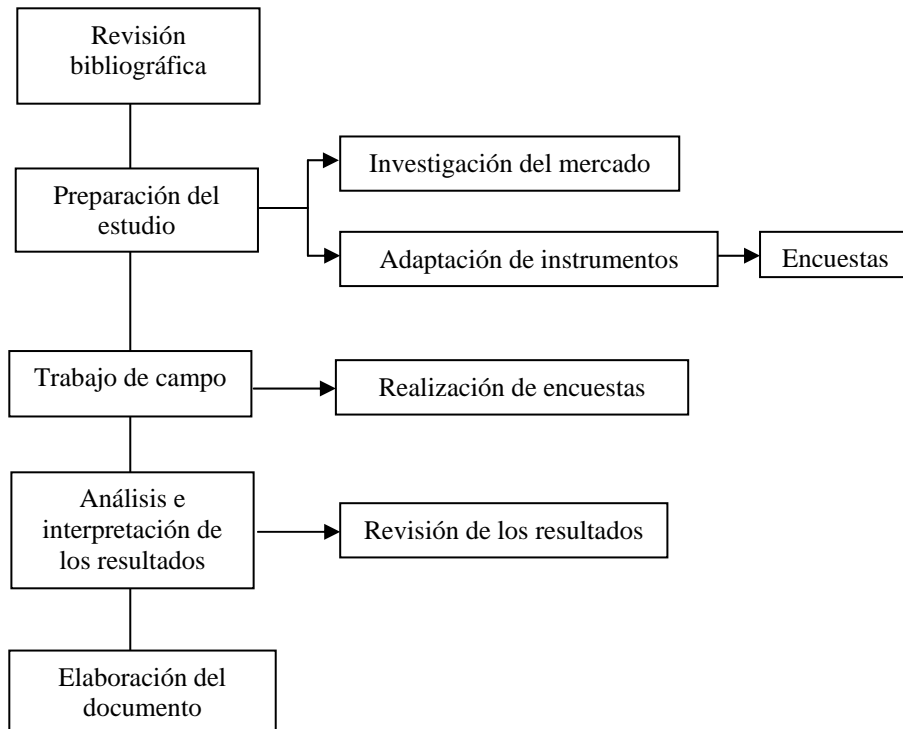 Revisión
bibliográfica
Preparación del
estudio
Investigación del mercado
Adaptación de instrumentos
Encuestas
Trabajo de campo
Realización de encuestas
Análisis e
interpretación de
los resultados
Revisión de los resultados
Elaboración del
documento